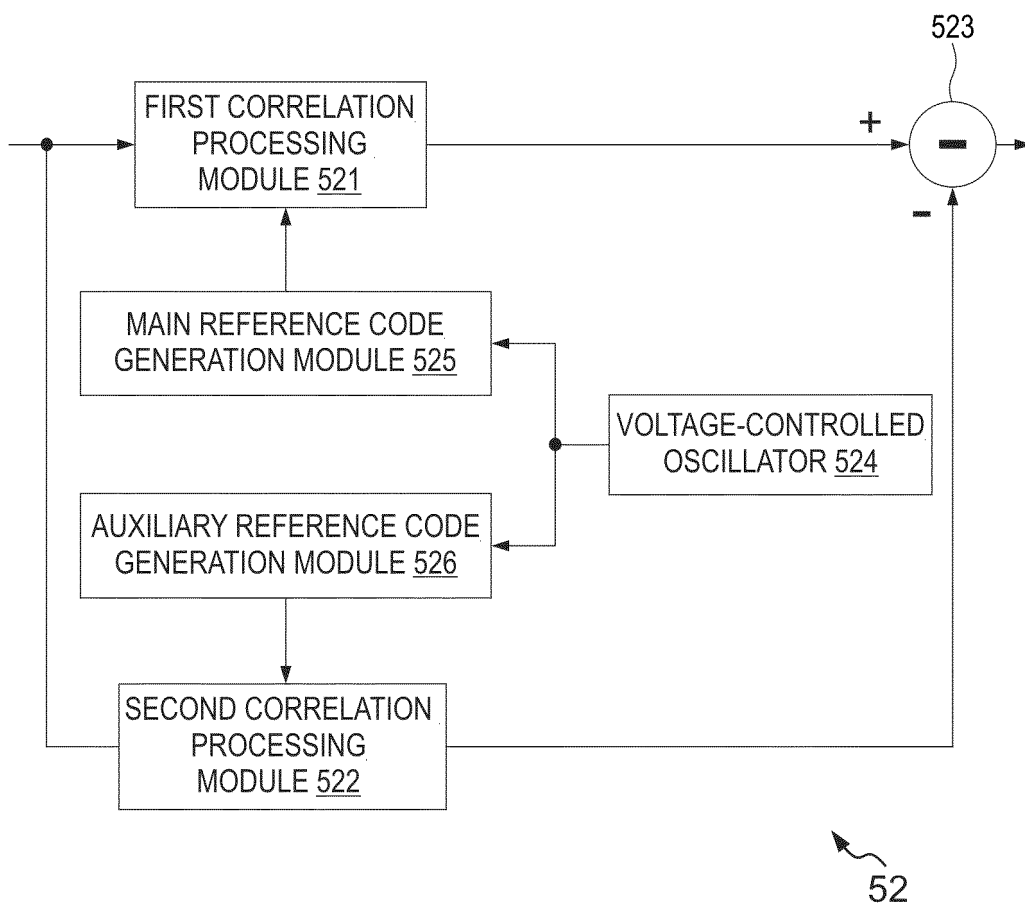 523
FIRST CORRELATION
PROCESSING
MODULE 521
+
-
-
MAIN REFERENCE CODE
GENERATION MODULE 525
VOLTAGE-CONTROLLED
OSCILLATOR 524
AUXILIARY REFERENCE CODE
GENERATION MODULE 526
SECOND CORRELATION
PROCESSING
MODULE 522
52